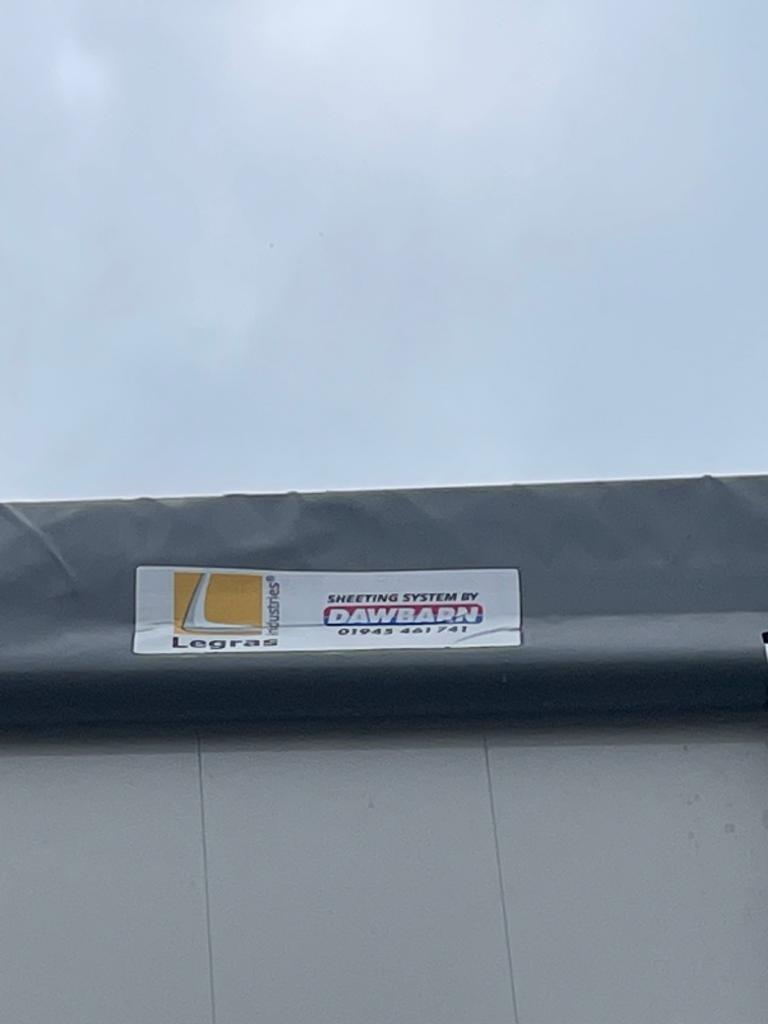 Legras
Industries®
SHEETING SYSTEM BY
DAWBARN
01945 461741